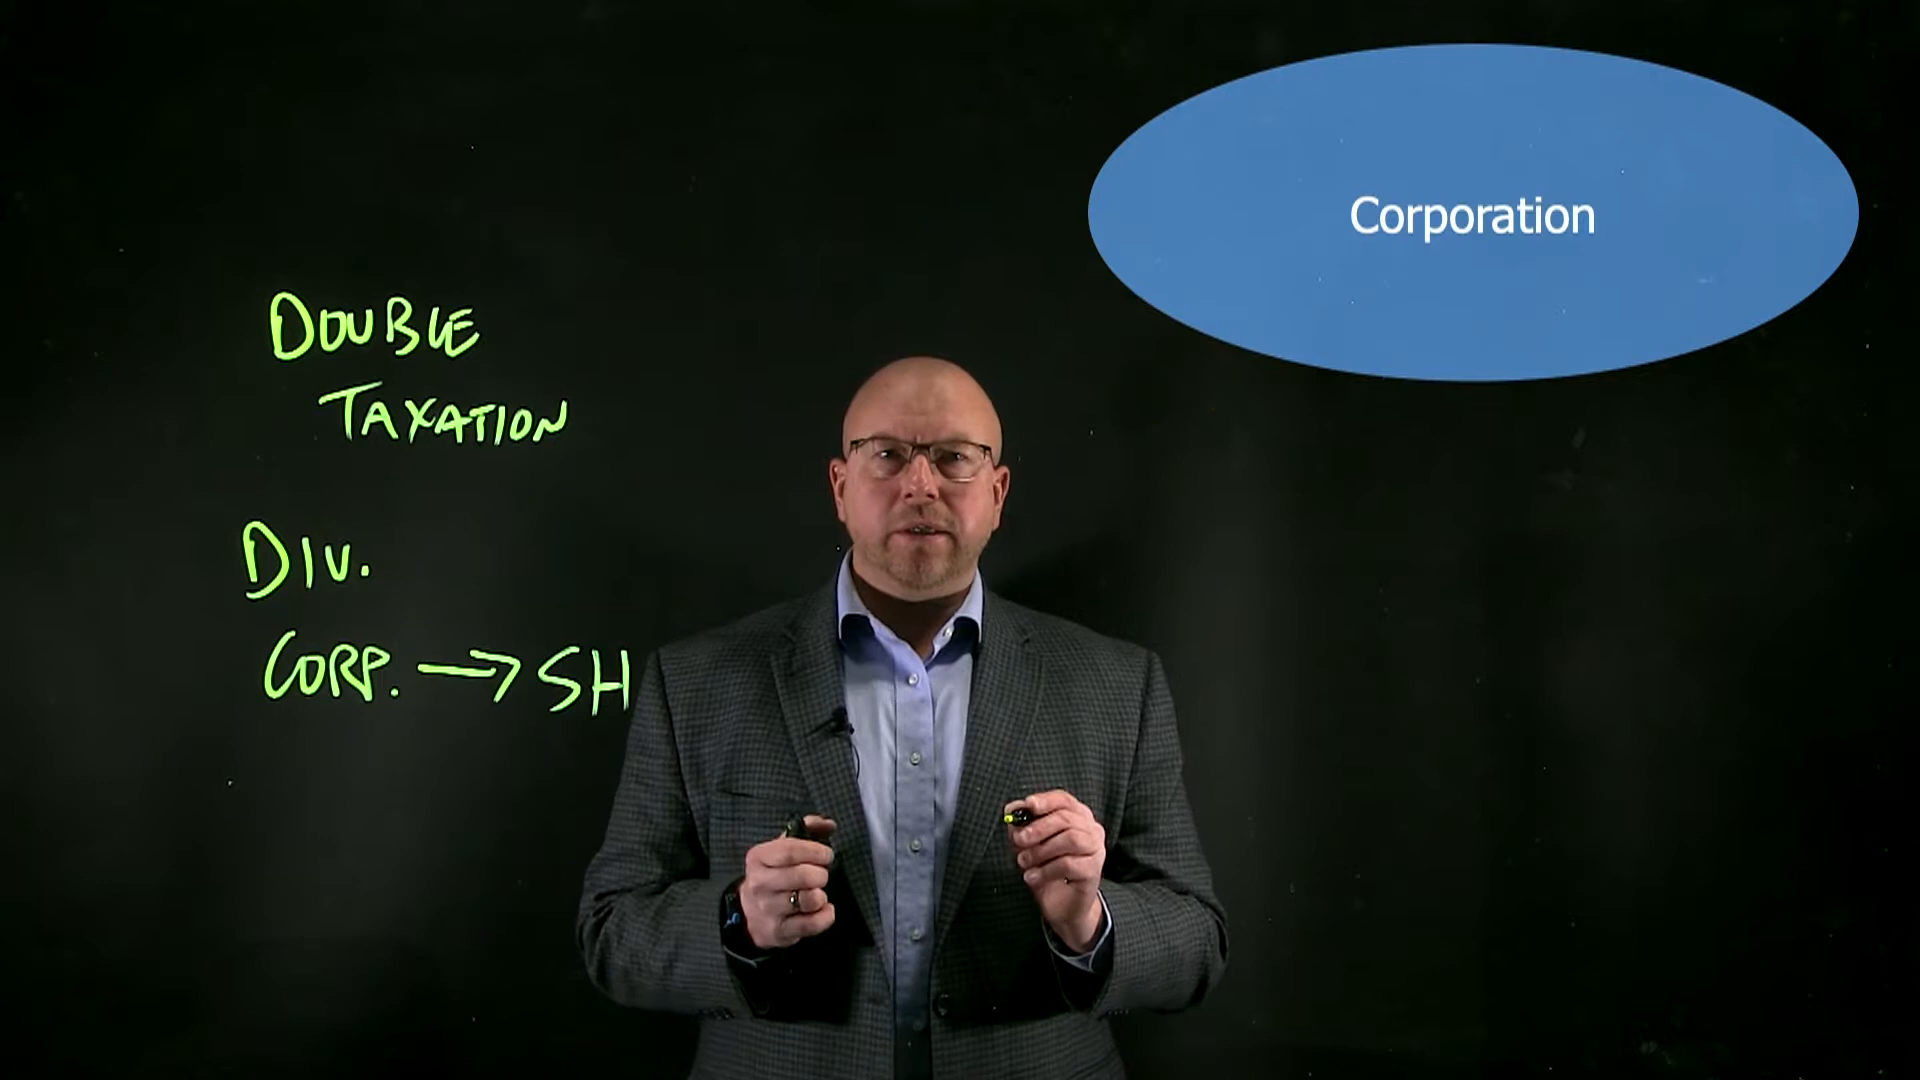 Corporation
DOUBLE
TAXATION
DIV.
CORP. → SH